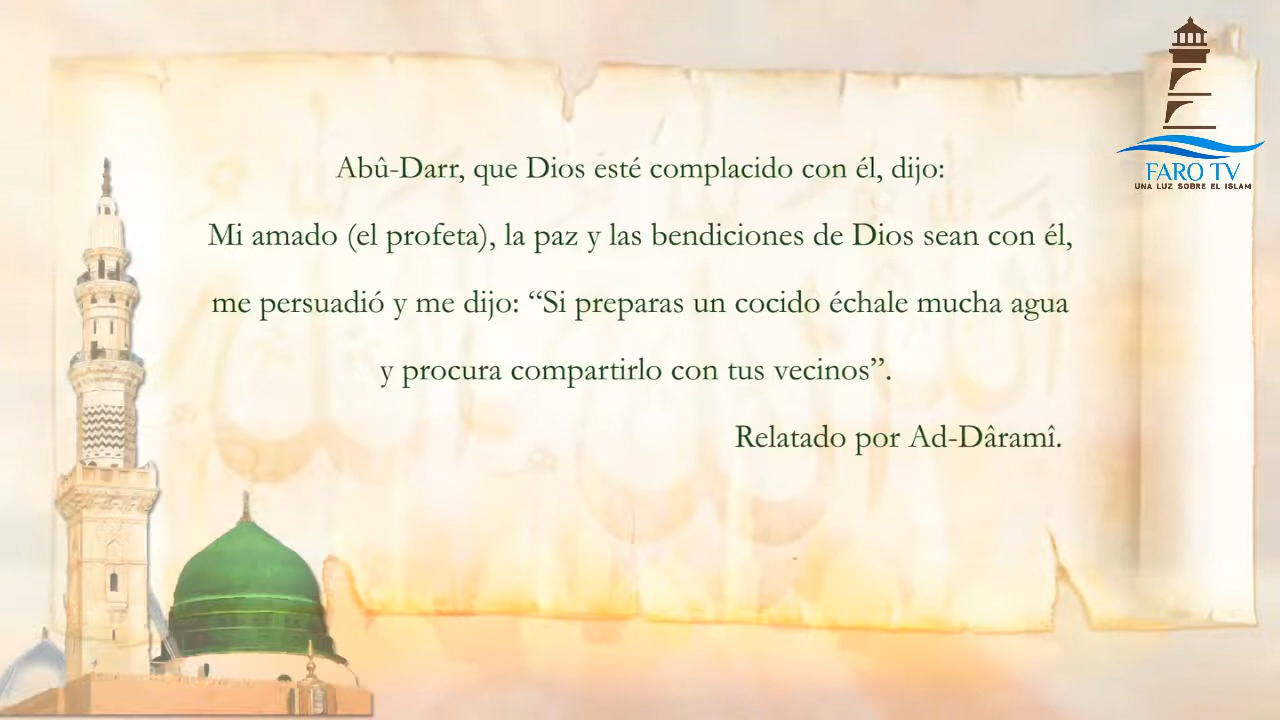 Abû-Darr, que Dios esté complacido con él, dijo:
Mi amado (el profeta), la paz y las bendiciones de Dios sean con él,
me persuadió y me dijo: “Si preparas un cocido échale mucha agua
y procura compartirlo con tus vecinos”.
Relatado por Ad-Dâramî.
FARO TV
UNA LUZ SOBRE EL ISLAM